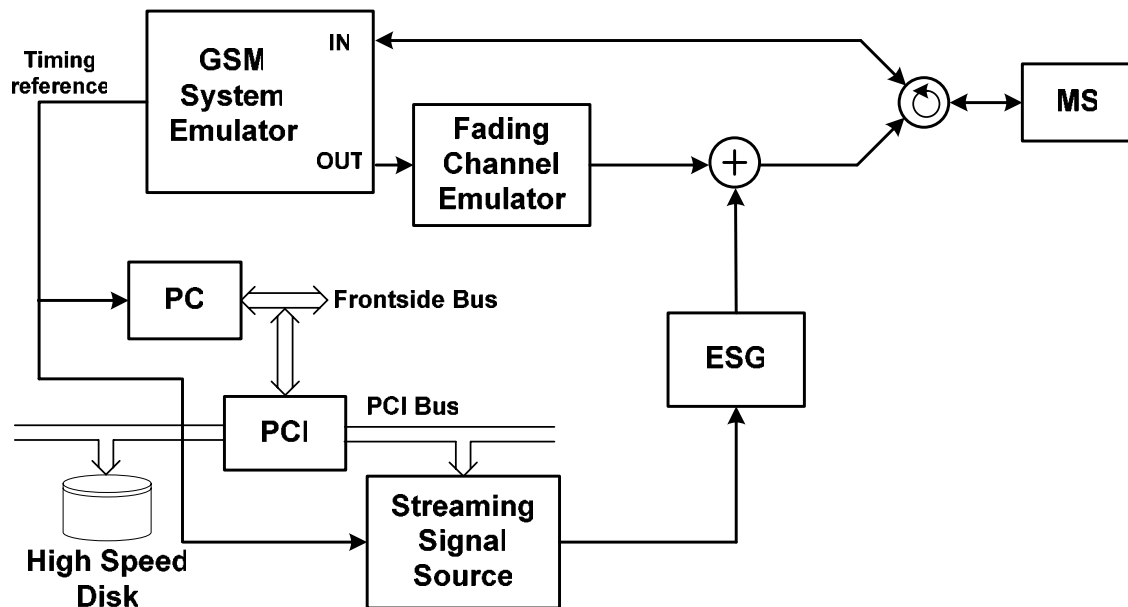 Timing
reference
GSM
System
Emulator
IN
OUT
Fading
Channel
Emulator
+
MS
PC
Frontside Bus
ESG
PCI
PCI Bus
High Speed
Disk
Streaming
Signal
Source